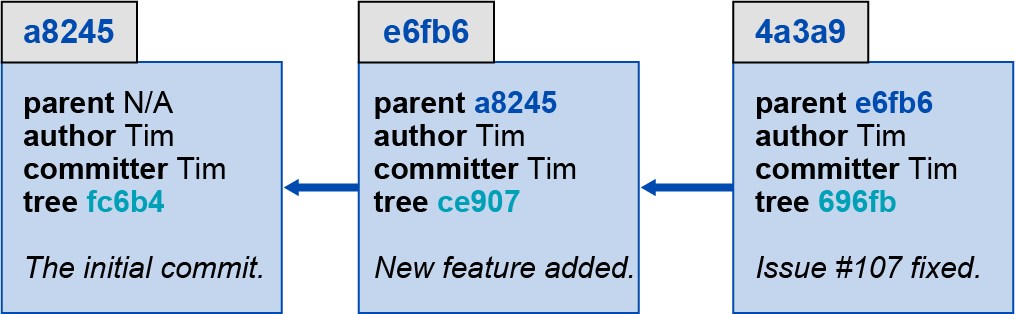 a8245
parent N/A
author Tim
committer Tim
tree fc6b4
The initial commit.
e6fb6
parent a8245
author Tim
committer Tim
tree ce907
New feature added.
4a3a9
parent e6fb6
author Tim
committer Tim
tree 696fb
Issue #107 fixed.